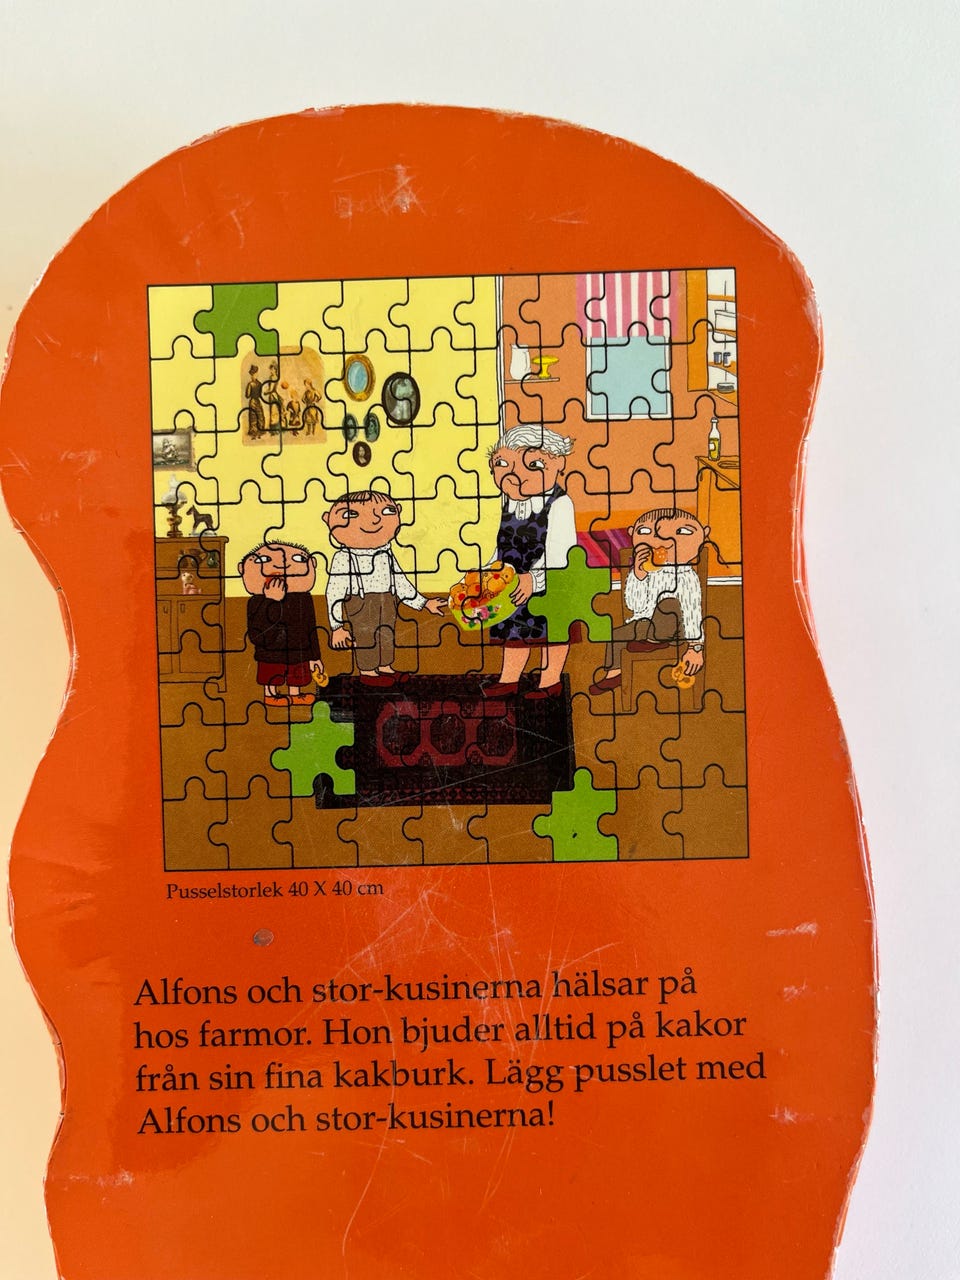 Pusselstorlek 40 X 40 cm
Alfons och stor-kusinerna hälsar på
hos farmor. Hon bjuder alltid på kakor
från sin fina kakburk. Lägg pusslet med
Alfons och stor-kusinerna!